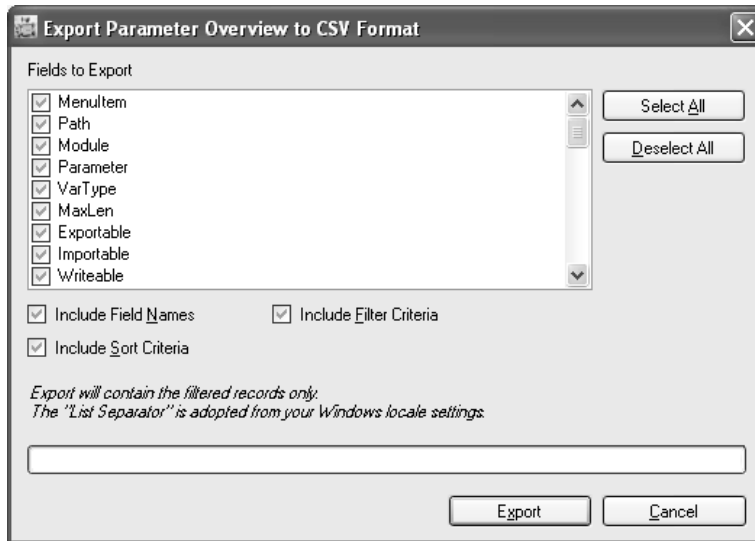 Export Parameter Overview to CSV Format
Fields to Export
MenuItem
Path
Module
Parameter
VarType
MaxLen
Exportable
Importable
Writeable
Select All
Deselect All
Include Field Names
Include Filter Criteria
Include Sort Criteria
Export will contain the filtered records only.
The "List Separator" is adopted from your Windows locale settings.
Export
Cancel